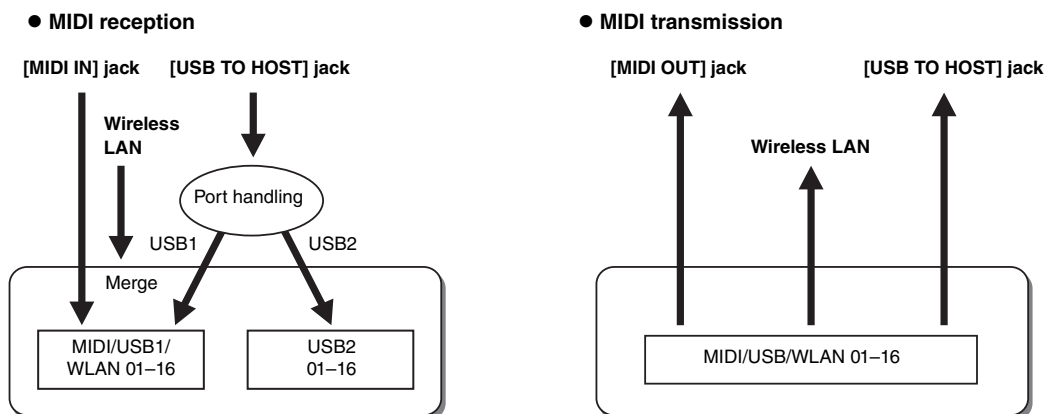 ● MIDI reception
[MIDI IN] jack
[USB TO HOST] jack
Wireless
LAN
Port handling
USB1
USB2
Merge
MIDI/USB1/
WLAN 01–16
USB2
01–16
● MIDI transmission
[MIDI OUT] jack
[USB TO HOST] jack
Wireless LAN
MIDI/USB/WLAN 01–16